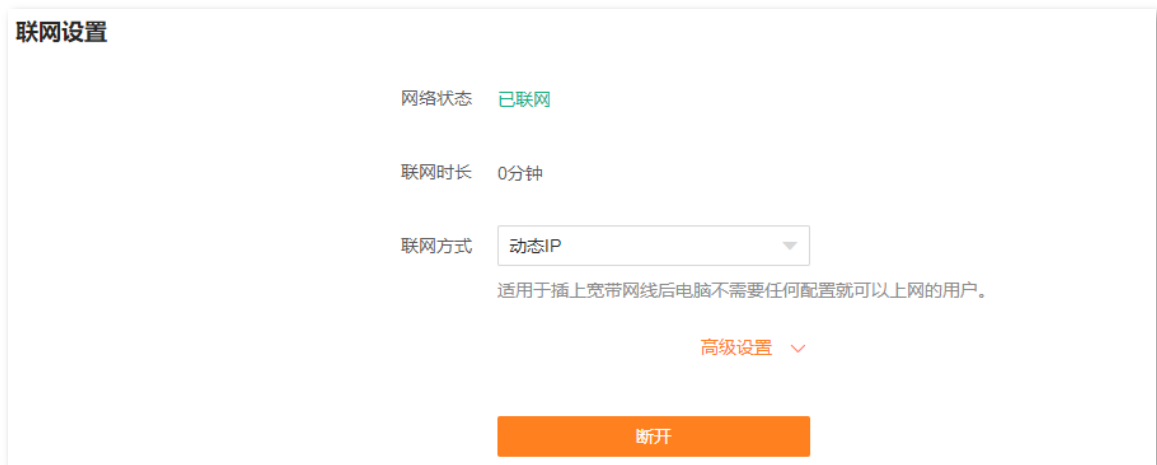 联网设置
网络状态 已联网
联网时长 0分钟
联网方式 动态IP
适用于插上宽带网线后电脑不需要任何配置就可以上网的用户。
高级设置
断开